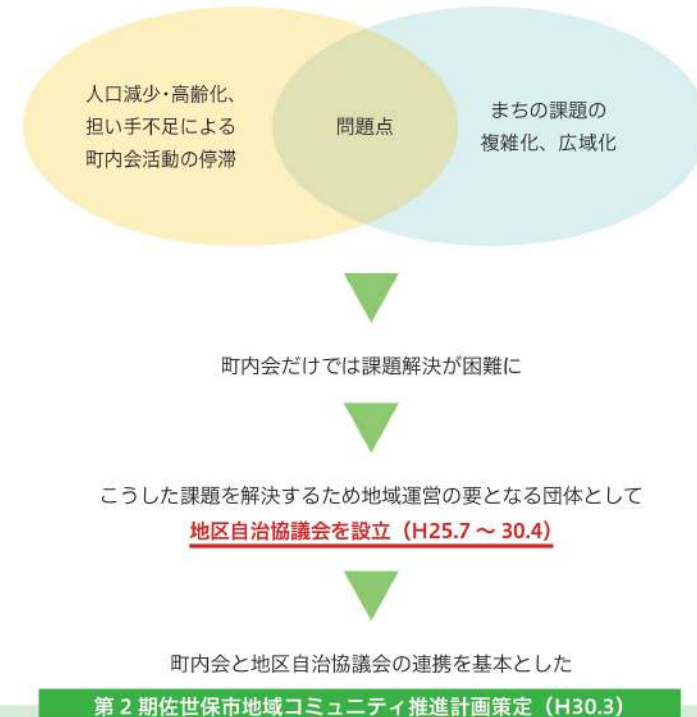 人口減少・高齢化、
担い手不足による
町内会活動の停滞
問題点
まちの課題の
複雑化、広域化
町内会だけでは課題解決が困難に
こうした課題を解決するため地域運営の要となる団体として
地区自治協議会を設立（H25.7 ～ 30.4）
町内会と地区自治協議会の連携を基本とした
第 2 期佐世保市地域コミュニティ推進計画策定（H30.3）